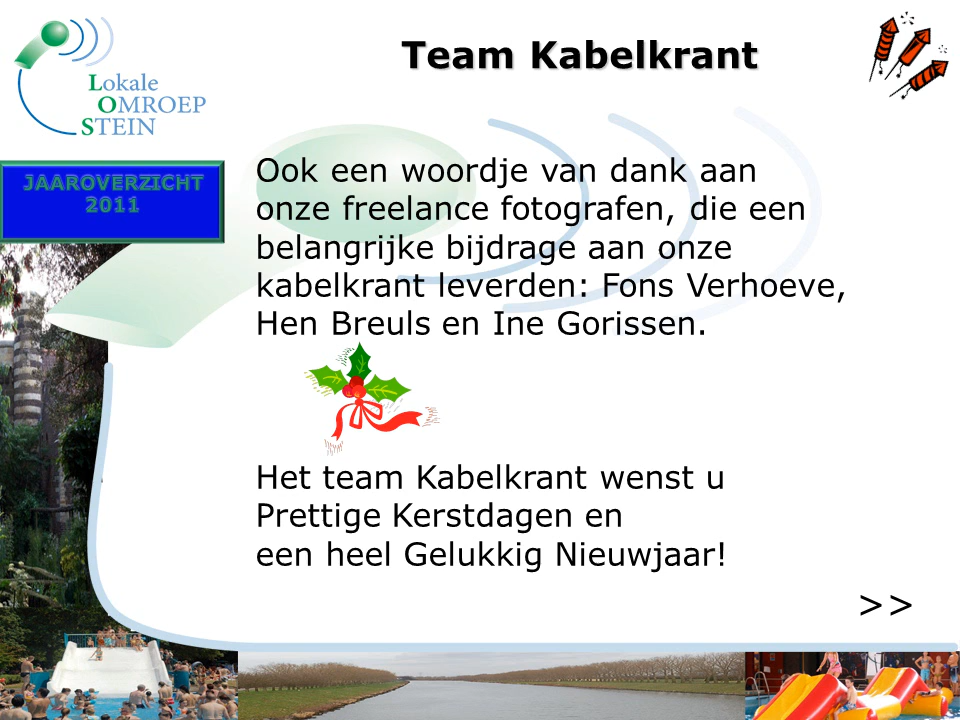 Team Kabelkrant
Lokale
OMROEP
STEIN
JAAROVERZICHT
2011
Ook een woordje van dank aan
onze freelance fotografen, die een
belangrijke bijdrage aan onze
kabelkrant leverden: Fons Verhoeve,
Hen Breuls en Ine Gorissen.
Het team Kabelkrant wenst u
Prettige Kerstdagen en
een heel Gelukkig Nieuwjaar!
>>